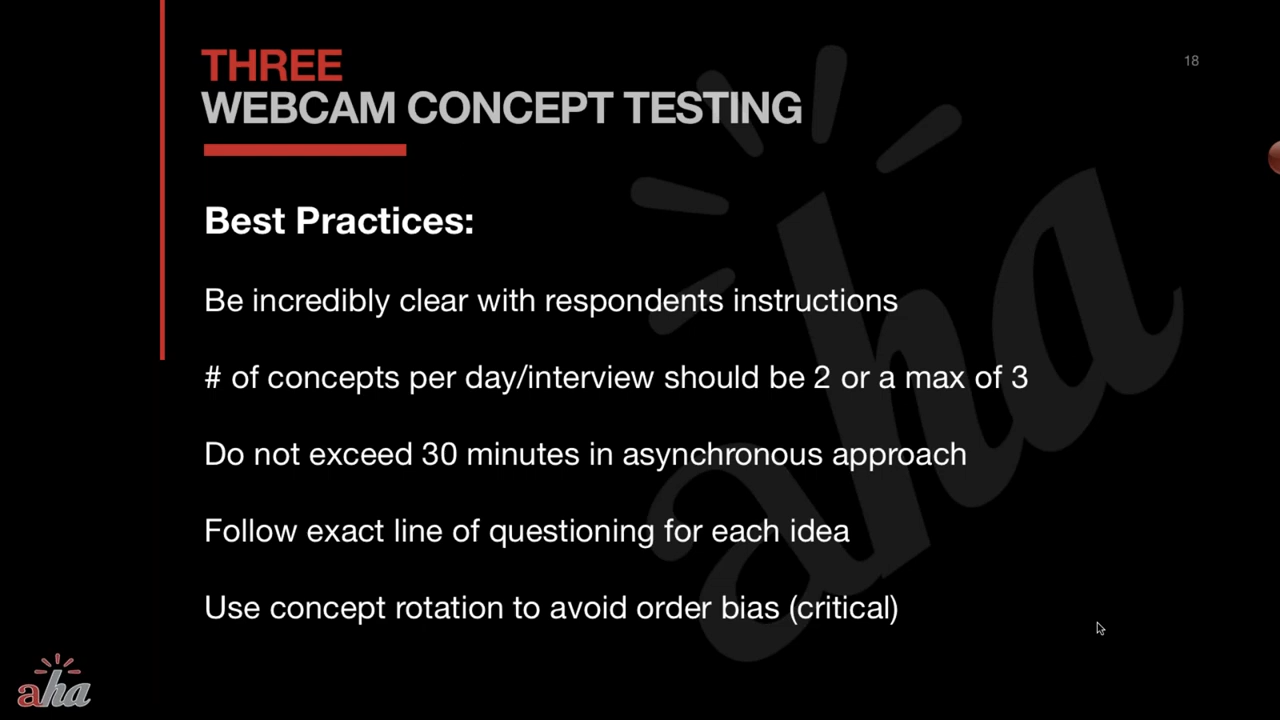 THREE
18
WEBCAM CONCEPT TESTING
Best Practices:
Be incredibly clear with respondents instructions
# of concepts per day/interview should be 2 or a max of 3
Do not exceed 30 minutes in asynchronous approach
Follow exact line of questioning for each idea
Use concept rotation to avoid order bias (critical)
aha
aha